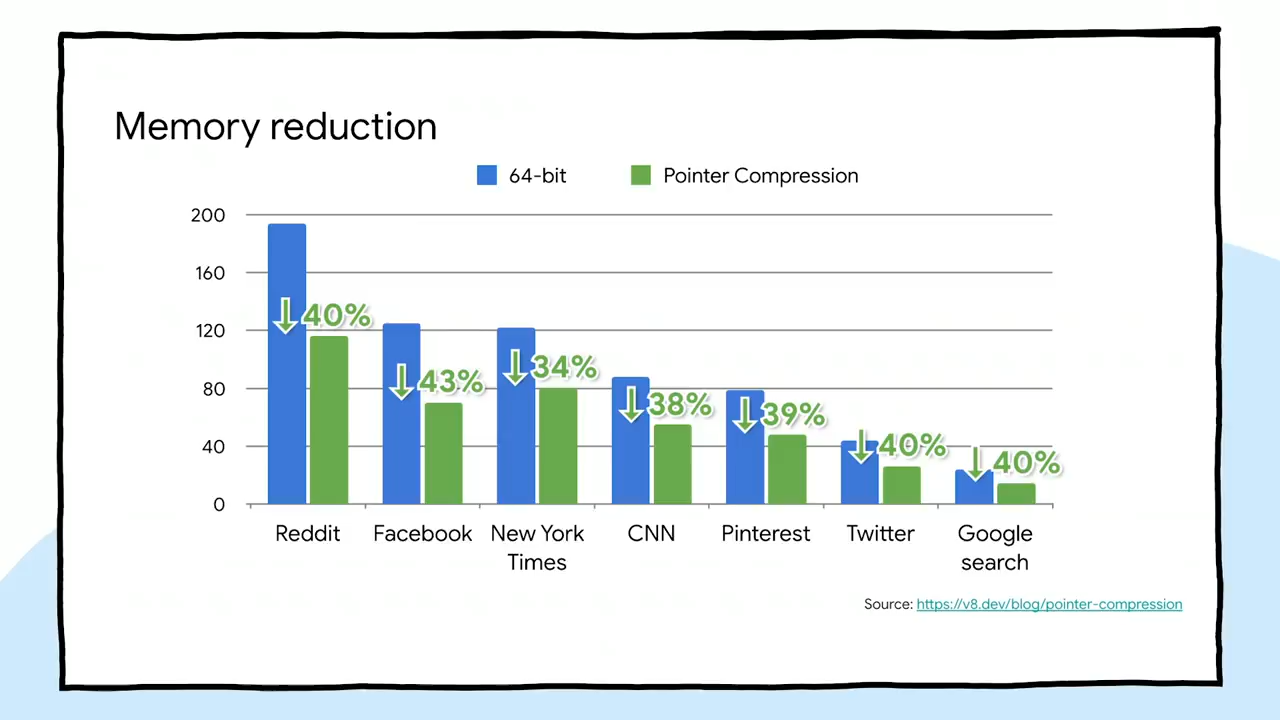 Memory reduction
64-bit
Pointer Compression
200
160
120
80
40
0
40%
43%
34%
38%
39%
40%
40%
Reddit
Facebook
New York
Times
CNN
Pinterest
Twitter
Google
search
Source: https://v8.dev/blog/pointer-compression